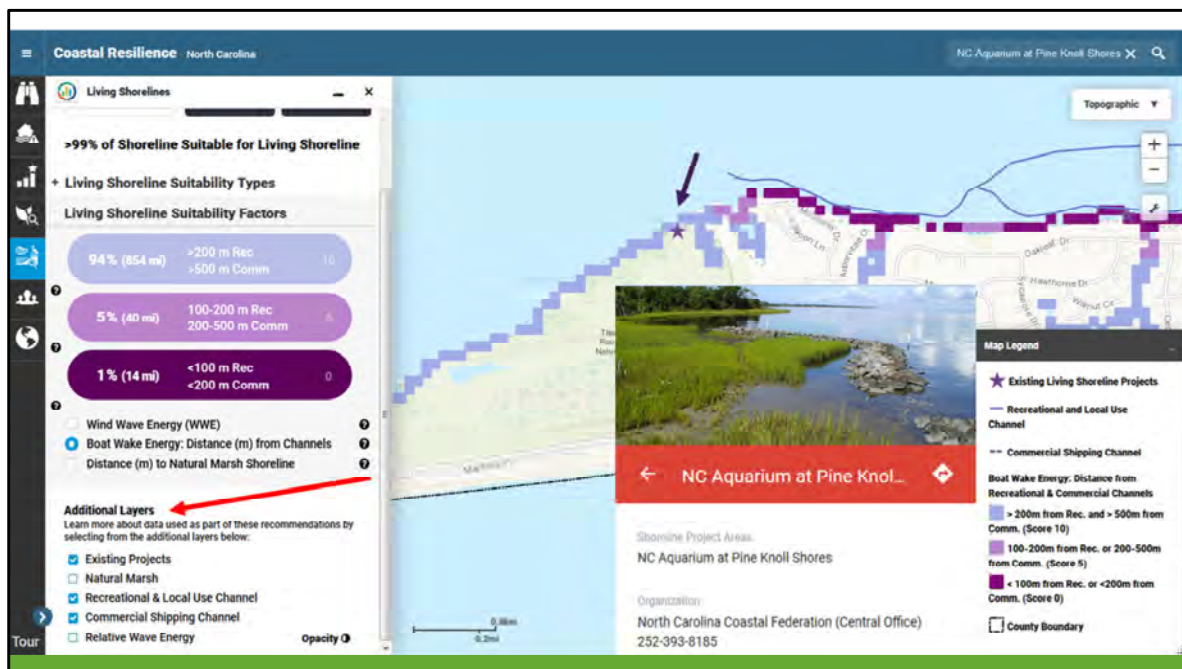 Coastal Resilience North Carolina
NC Aquarium at Pine Knoll Shores
Living Shorelines
>99% of Shoreline Suitable for Living Shoreline
+ Living Shoreline Suitability Types
Living Shoreline Suitability Factors
94% (854 mi)
>200 m Rec
>500 m Comm
10
5% (40 mi)
100-200 m Rec
200-500 m Comm
1% (14 mi)
<100 m Rec
<200 m Comm
0
Wind Wave Energy (WWE)
Boat Wake Energy: Distance (m) from Channels
Distance (m) to Natural Marsh Shoreline
Additional Layers
Learn more about data used as part of these recommendations by
selecting from the additional layers below:
Existing Projects
Natural Marsh
Recreational & Local Use Channel
Commercial Shipping Channel
Relative Wave Energy
Opacity
Tour
Topographic
+
−
Oakleaf Dr
Hawthorne Dr
Walnut Cr
NC Aquarium at Pine Knol...
Shoreline Project Areas:
NC Aquarium at Pine Knoll Shores
Organization:
North Carolina Coastal Federation (Central Office)
252-393-8185
Map Legend
Existing Living Shoreline Projects
Recreational and Local Use
Channel
Commercial Shipping Channel
Boat Wake Energy: Distance from
Recreational & Commercial Channels
> 200m from Rec. and > 500m from
Comm. (Score 10)
100-200m from Rec. or 200-500m
from Comm. (Score 5)
< 100m from Rec. or <200m from
Comm. (Score 0)
County Boundary
0.2mi